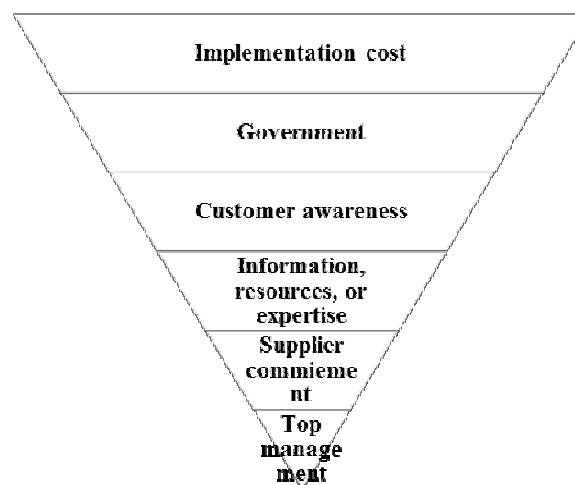 Implementation cost
Government
Customer awareness
Information,
resources, or
expertise
Supplier
commieme
nt
Top
manage
ment